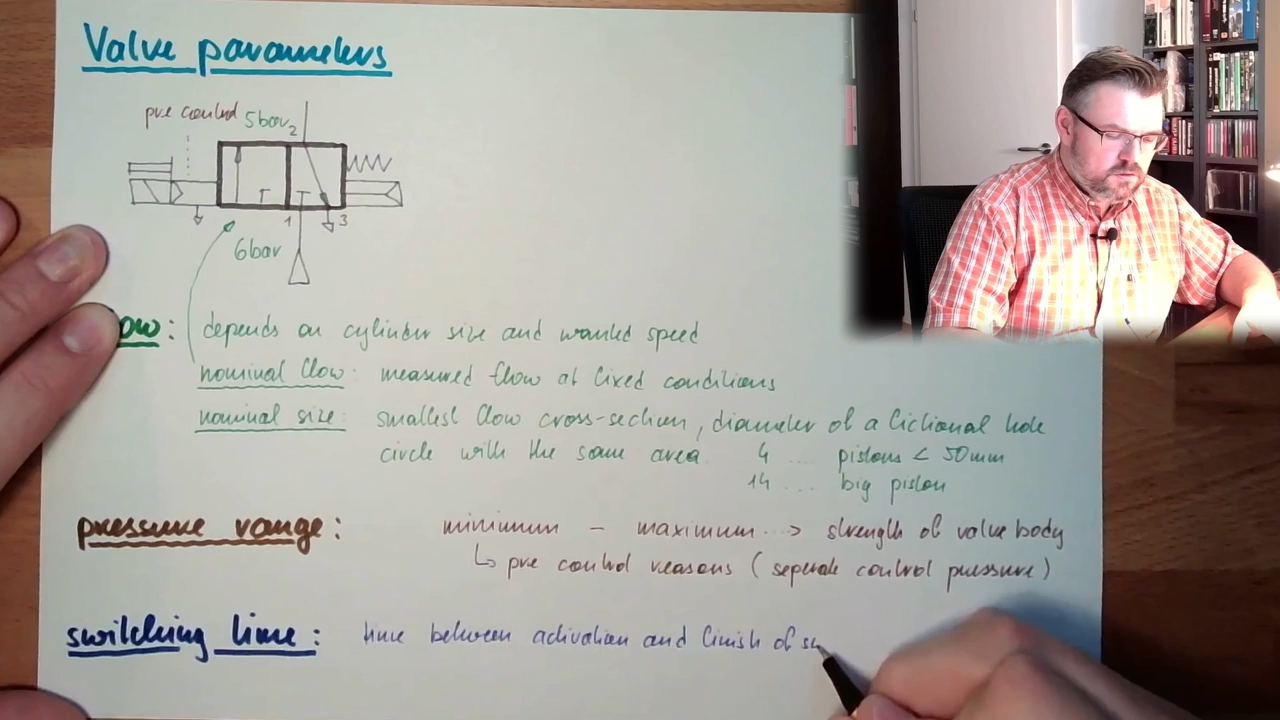 Valve parameters
pre control 5bar 2
1 3
6bar
ow: depends on cylinder size and wanted speed
nominal flow: measured flow at fixed conditions
nominal size: smallest flow cross-section, diameter of a fictional hole
circle with the same area 4 ... pistons < 50mm
14 ... big piston
pressure range: minimum - maximum ...> strength of valve body
↳ pre control reasons (seperate control pressure)
switching time: time between activation and finish of sw